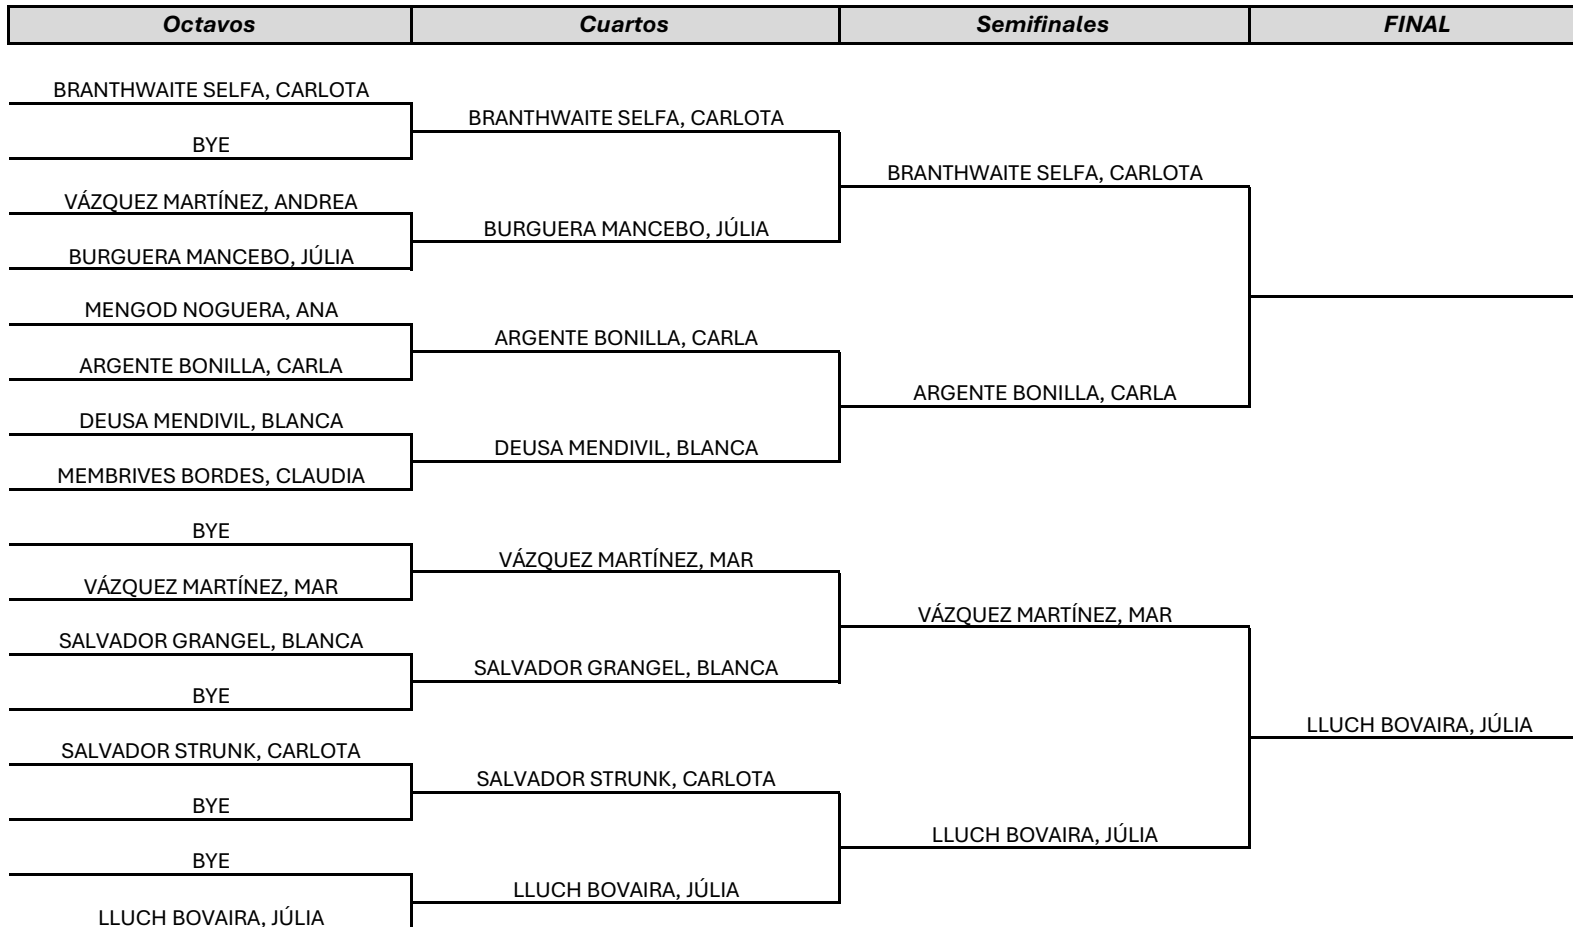 Octavos Cuartos Semifinales FINAL
BRANTHWAITE SELFA, CARLOTA
BYE
VÁZQUEZ MARTÍNEZ, ANDREA
BURGUERA MANCEBO, JÚLIA
MENGOD NOGUERA, ANA
ARGENTE BONILLA, CARLA
DEUSA MENDIVIL, BLANCA
MEMBRIVES BORDES, CLAUDIA
BYE
VÁZQUEZ MARTÍNEZ, MAR
SALVADOR GRANGEL, BLANCA
BYE
SALVADOR STRUNK, CARLOTA
BYE
BYE
LLUCH BOVAIRA, JÚLIA
BRANTHWAITE SELFA, CARLOTA
BURGUERA MANCEBO, JÚLIA
ARGENTE BONILLA, CARLA
DEUSA MENDIVIL, BLANCA
VÁZQUEZ MARTÍNEZ, MAR
SALVADOR GRANGEL, BLANCA
SALVADOR STRUNK, CARLOTA
LLUCH BOVAIRA, JÚLIA
BRANTHWAITE SELFA, CARLOTA
ARGENTE BONILLA, CARLA
VÁZQUEZ MARTÍNEZ, MAR
LLUCH BOVAIRA, JÚLIA
LLUCH BOVAIRA, JÚLIA